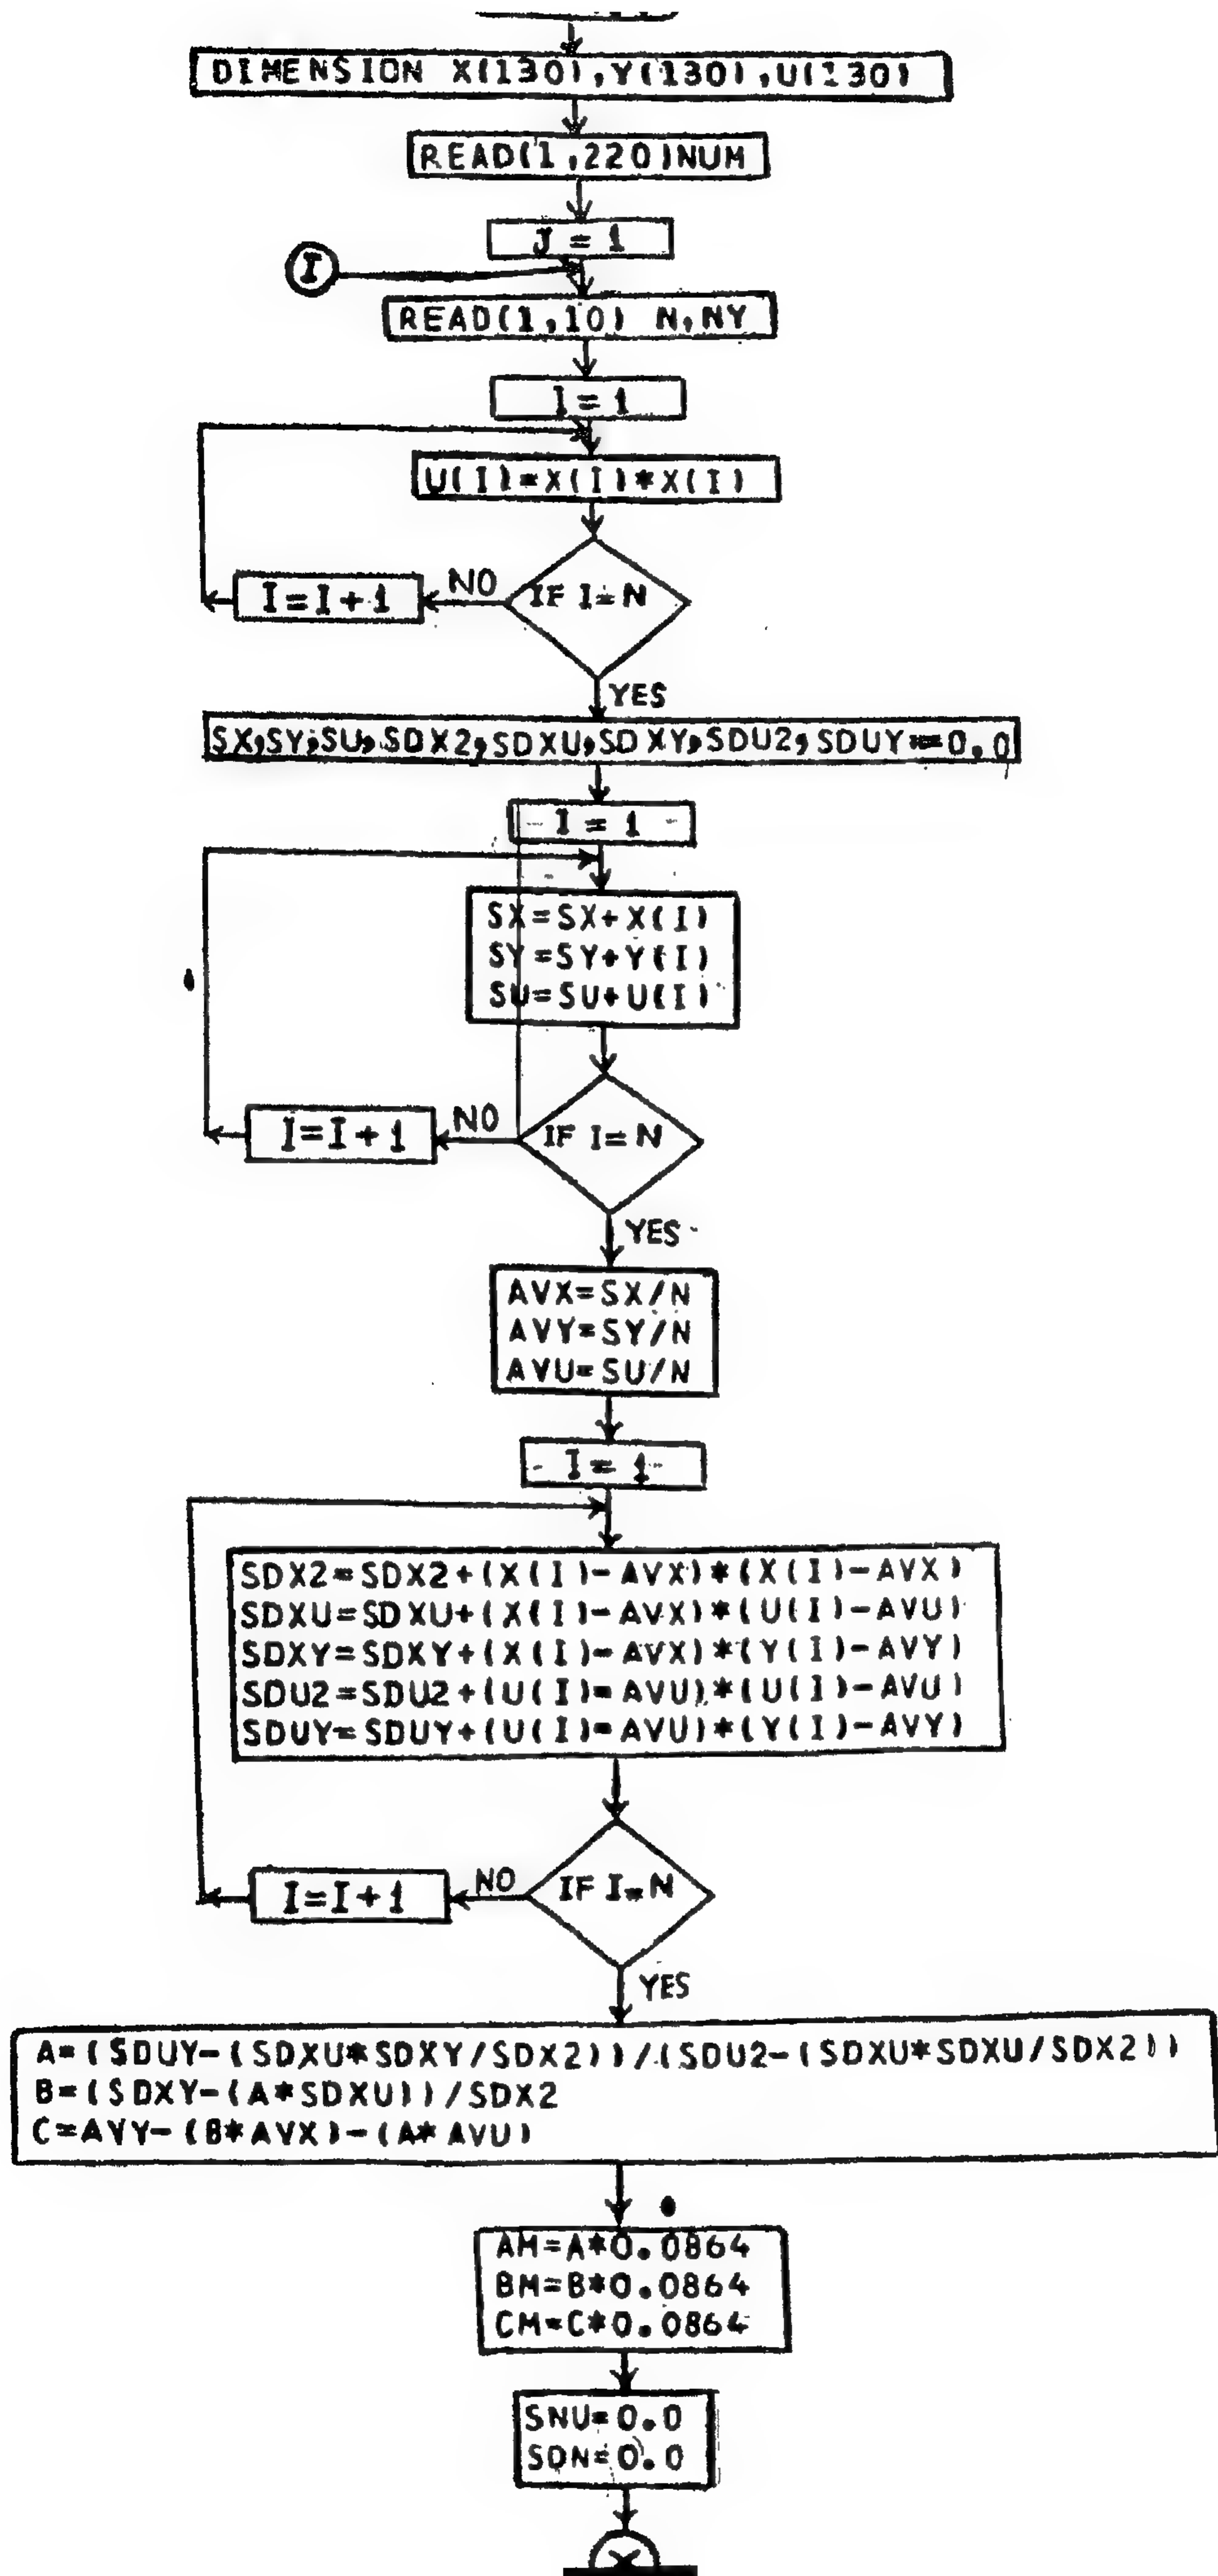 DIMENSION X(130),Y(130),U(130)
READ(1,220)NUM
J = 1
I
READ(1,10) N,NY
I = 1
U(I)=X(I)*X(I)
IF I=N
NO
I=I+1
YES
SX,SY,SU,SDX2,SDXU,SDXY,SDU2,SDUY==0,0
I = 1
SX=SX+X(I)
SY=SY+Y(I)
SU=SU+U(I)
IF I=N
NO
I=I+1
YES
AVX=SX/N
AVY=SY/N
AVU=SU/N
I = 1
SDX2=SDX2+(X(I)-AVX)*(X(I)-AVX)
SDXU=SDXU+(X(I)-AVX)*(U(I)-AVU)
SDXY=SDXY+(X(I)-AVX)*(Y(I)-AVY)
SDU2=SDU2+(U(I)=AVU)*(U(I)-AVU)
SDUY=SDUY+(U(I)=AVU)*(Y(I)-AVY)
IF I=N
NO
I=I+1
YES
A=(SDUY-(SDXU*SDXY/SDX2))/(SDU2-(SDXU*SDXU/SDX2))
B=(SDXY-(A*SDXU))/SDX2
C=AVY-(B*AVX)-(A*AVU)
AM=A*0.0864
BM=B*0.0864
CM=C*0.0864
SNU=0.0
SDN=0.0
X